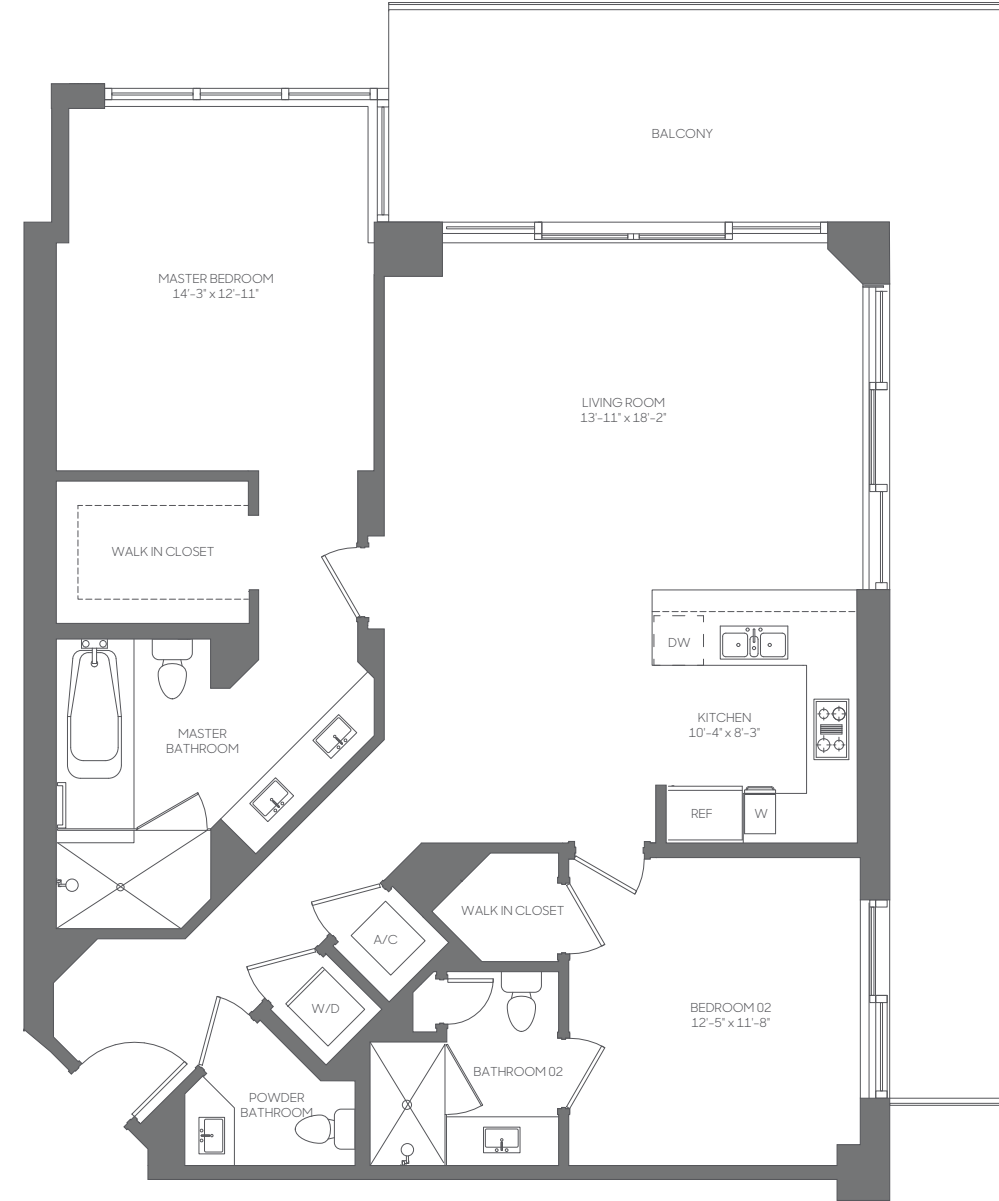 BALCONY
MASTER BEDROOM
14'-3" x 12'-11"
LIVING ROOM
13'-11" x 18'-2"
WALK IN CLOSET
DW
KITCHEN
10'-4" x 8'-3"
MASTER
BATHROOM
REF
W
WALK IN CLOSET
A/C
W/D
BEDROOM 02
12'-5" x 11'-8"
BATHROOM 02
POWDER
BATHROOM